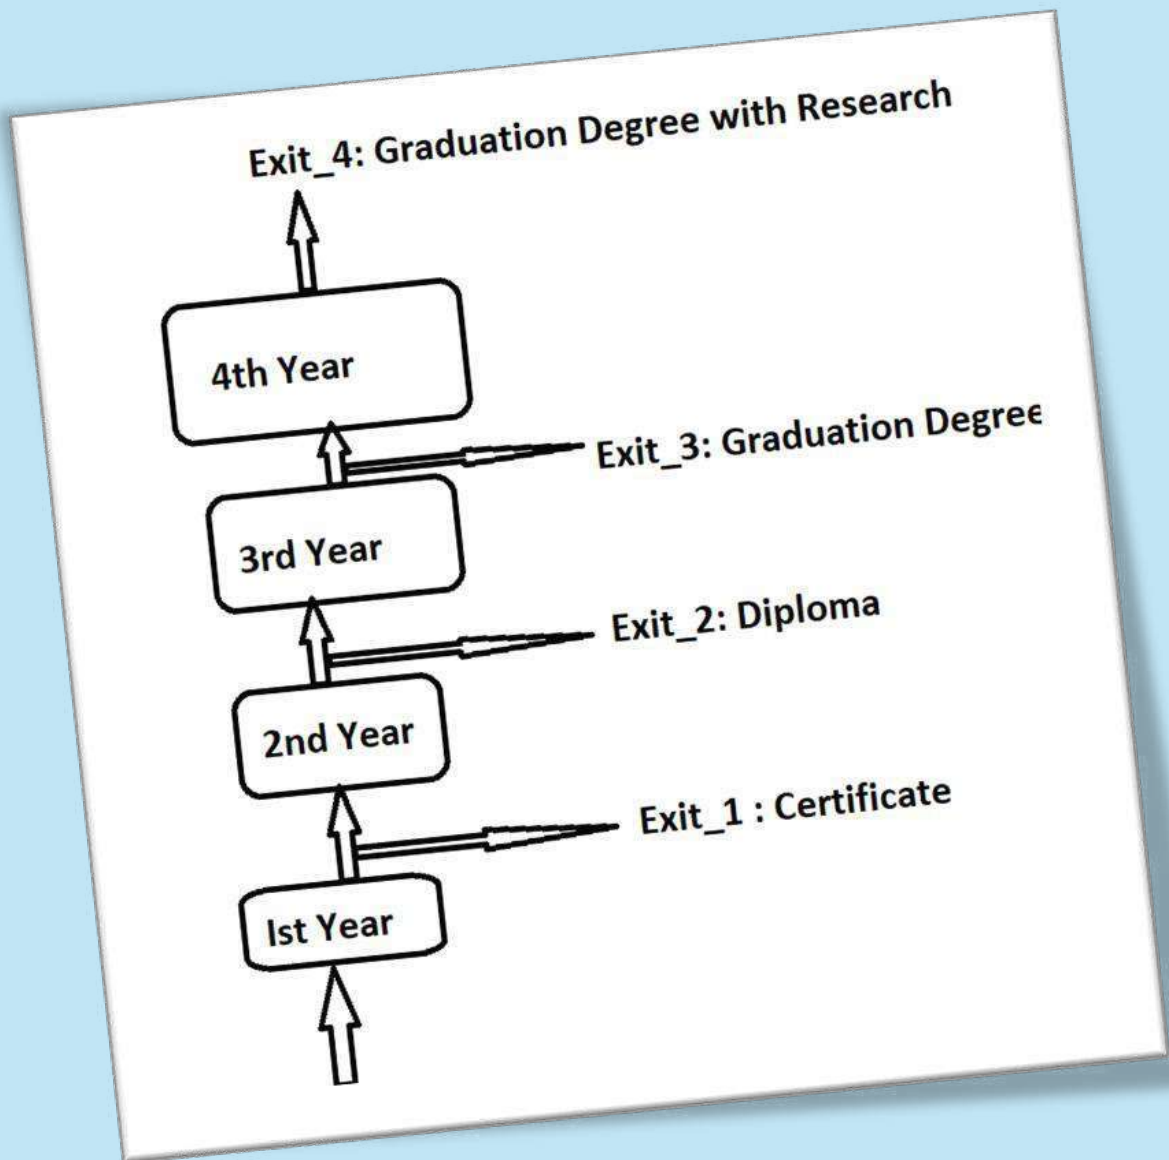 Exit_4: Graduation Degree with Research
4th Year
Exit_3: Graduation Degree
3rd Year
Exit_2: Diploma
2nd Year
Exit_1 : Certificate
Ist Year